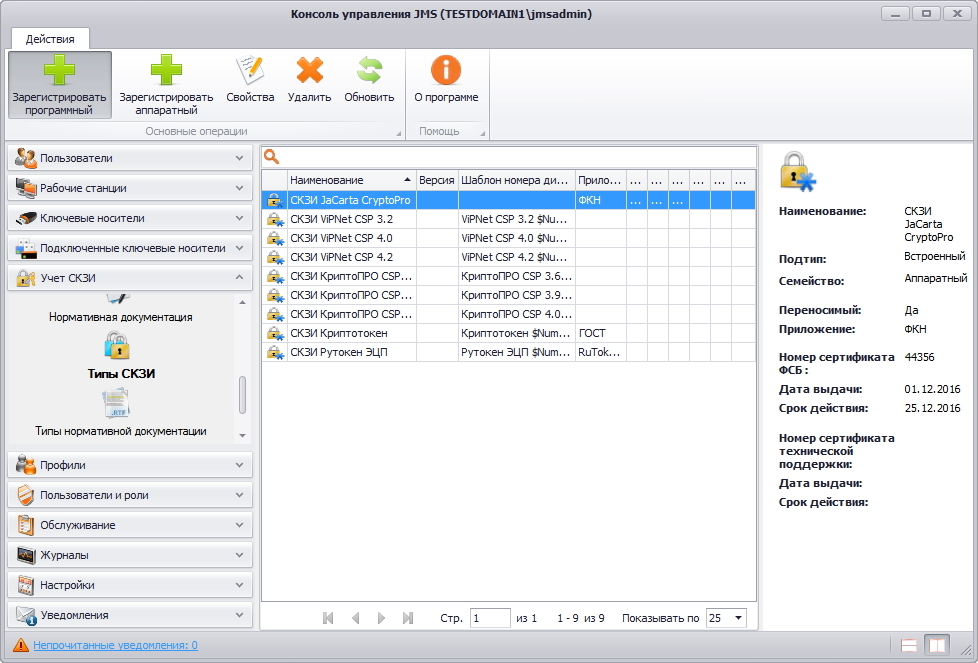 Консоль управления JMS (TESTDOMAIN1\jmsadmin)
Действия
Зарегистрировать программный
Зарегистрировать аппаратный
Свойства
Удалить
Обновить
О программе
Основные операции
Помощь
Пользователи
Рабочие станции
Ключевые носители
Подключенные ключевые носители
Учет СКЗИ
Нормативная документация
Типы СКЗИ
.RTF
Типы нормативной документации
Профили
Пользователи и роли
Обслуживание
Журналы
Настройки
Уведомления
Наименование Версия Шаблон номера ди... Прило... ... ... ... ... ... ...
СКЗИ JaCarta CryptoPro ФКН ... ... ...
СКЗИ ViPNet CSP 3.2 ViPNet CSP 3.2 $Nu...
СКЗИ ViPNet CSP 4.0 ViPNet CSP 4.0 $Nu...
СКЗИ ViPNet CSP 4.2 ViPNet CSP 4.2 $Nu...
СКЗИ КриптоПРО CSP... КриптоПРО CSP 3.6...
СКЗИ КриптоПРО CSP... КриптоПРО CSP 3.9...
СКЗИ КриптоПРО CSP... КриптоПРО CSP 4.0...
СКЗИ Криптотокен Криптотокен $Num... ГОСТ
СКЗИ Рутокен ЭЦП Рутокен ЭЦП $Num... RuTok...
Стр. 1 из 1 1 - 9 из 9 Показывать по 25
Наименование: СКЗИ JaCarta CryptoPro
Подтип: Встроенный
Семейство: Аппаратный
Переносимый: Да
Приложение: ФКН
Номер сертификата ФСБ : 44356
Дата выдачи: 01.12.2016
Срок действия: 25.12.2016
Номер сертификата технической поддержки:
Дата выдачи:
Срок действия:
Непрочитанные уведомления: 0